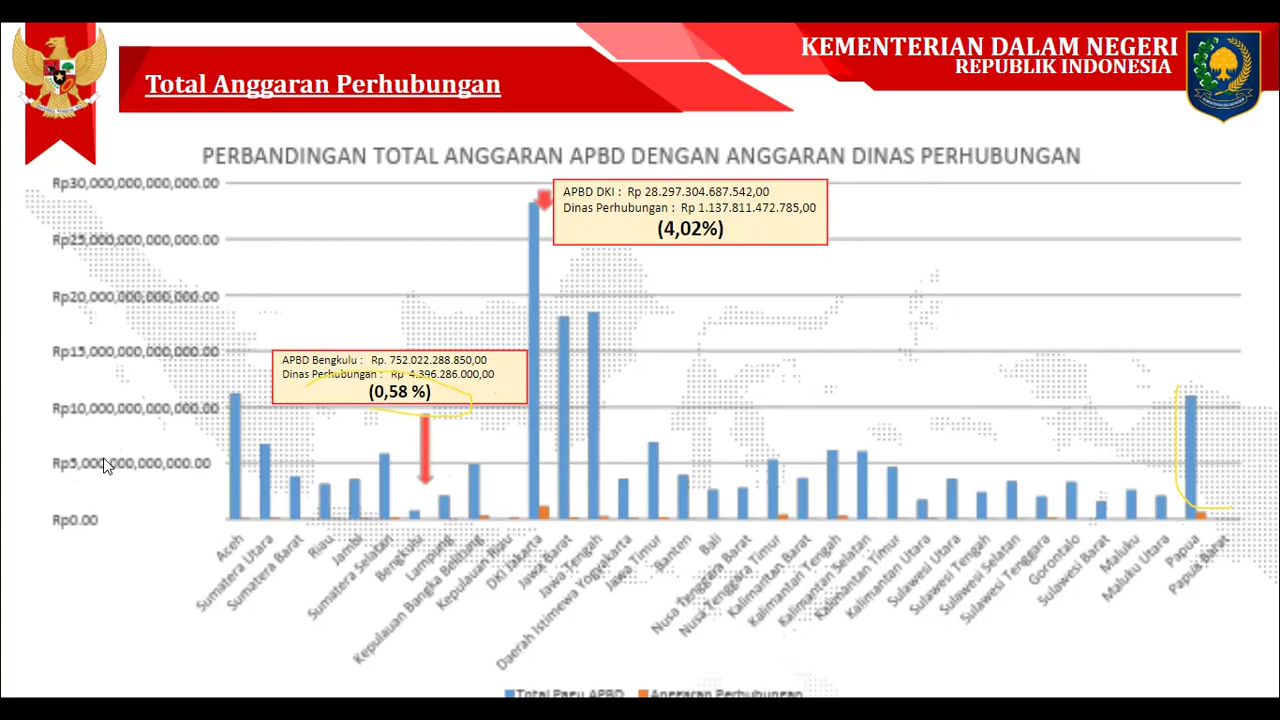 KEMENTERIAN DALAM NEGERI
REPUBLIK INDONESIA
Total Anggaran Perhubungan
PERBANDINGAN TOTAL ANGGARAN APBD DENGAN ANGGARAN DINAS PERHUBUNGAN
Rp30,000,000,000,000.00
Rp25,000,000,000,000.00
Rp20,000,000,000,000.00
Rp15,000,000,000,000.00
Rp10,000,000,000,000.00
Rp5,000,000,000,000.00
Rp0.00
APBD DKI : Rp 28.297.304.687.542,00
Dinas Perhubungan : Rp 1.137.811.472.785,00
(4,02%)
APBD Bengkulu : Rp. 752.022.288.850,00
Dinas Perhubungan : Rp 4.396.286.000,00
(0,58 %)
Aceh
Sumatera Utara
Sumatera Barat
Riau
Jambi
Sumatera Selatan
Bengkulu
Lampung
Kepulauan Bangka Belitung
Kepulauan Riau
DKI Jakarta
Jawa Barat
Jawa Tengah
Daerah Istimewa Yogyakarta
Jawa Timur
Banten
Bali
Nusa Tenggara Barat
Nusa Tenggara Timur
Kalimantan Barat
Kalimantan Tengah
Kalimantan Selatan
Kalimantan Timur
Kalimantan Utara
Sulawesi Utara
Sulawesi Tengah
Sulawesi Selatan
Sulawesi Tenggara
Gorontalo
Sulawesi Barat
Maluku
Maluku Utara
Papua
Papua Barat
Total Pagu APBD
Anggaran Perhubungan